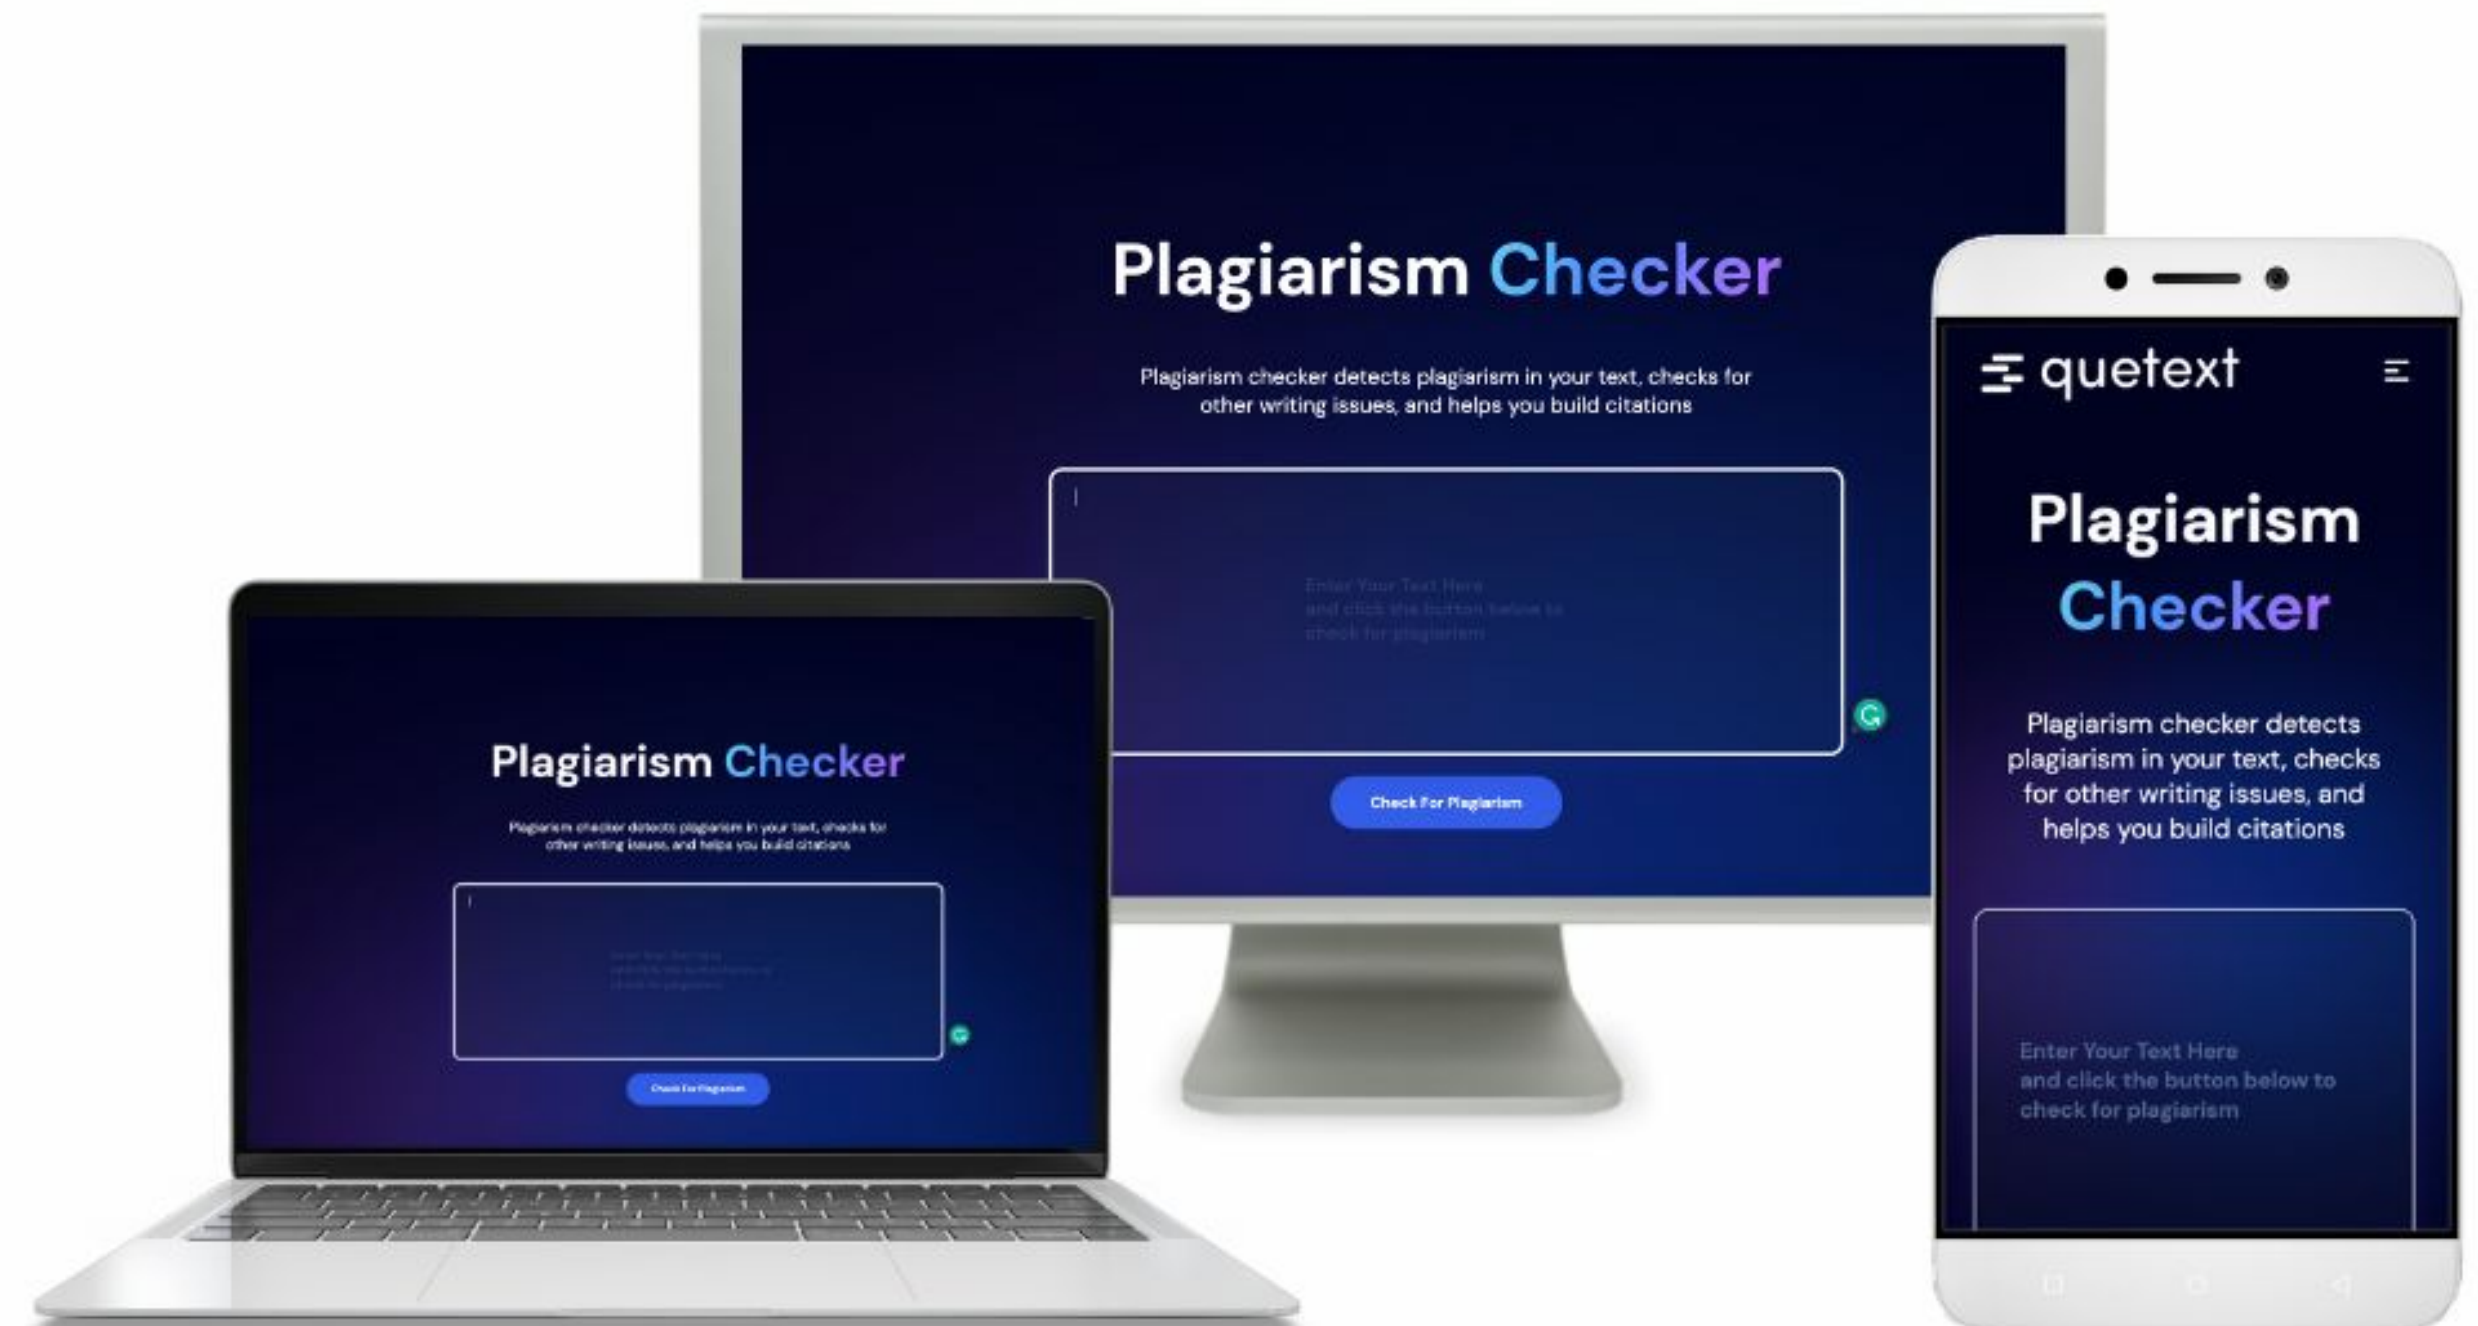 Plagiarism Checker
Plagiarism checker detects plagiarism in your text, checks for
other writing issues, and helps you build citations
Enter Your Text Here
and click the button below to
check for plagiarism
Check For Plagiarism
Plagiarism Checker
Plagiarism checker detects plagiarism in your text, checks for
other writing issues, and helps you build citations
Check For Plagiarism
quetext
Plagiarism
Checker
Plagiarism checker detects
plagiarism in your text, checks
for other writing issues, and
helps you build citations
Enter Your Text Here
and click the button below to
check for plagiarism